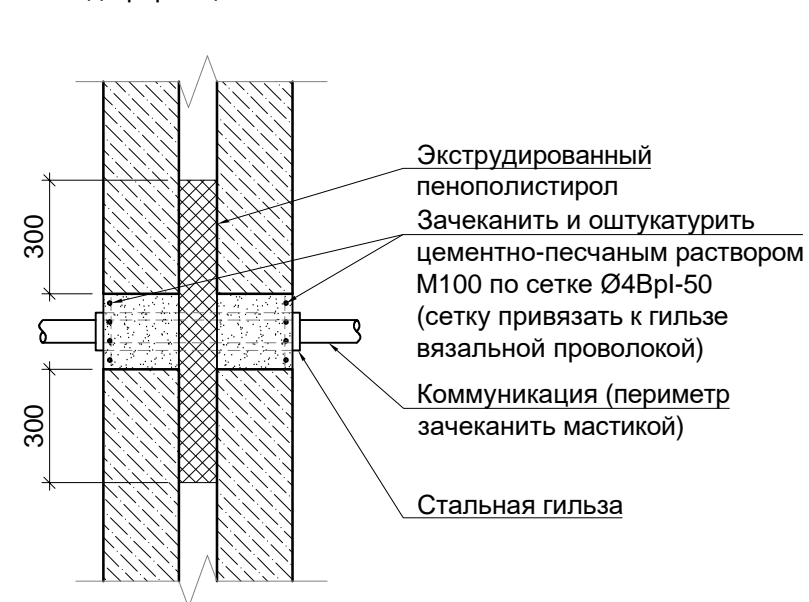 Экструдированный
пенополистирол
Зачеканить и оштукатурить
цементно-песчаным раствором
М100 по сетке Ø4ВрI-50
(сетку привязать к гильзе
вязальной проволокой)
Коммуникация (периметр
зачеканить мастикой)
Стальная гильза
300
300